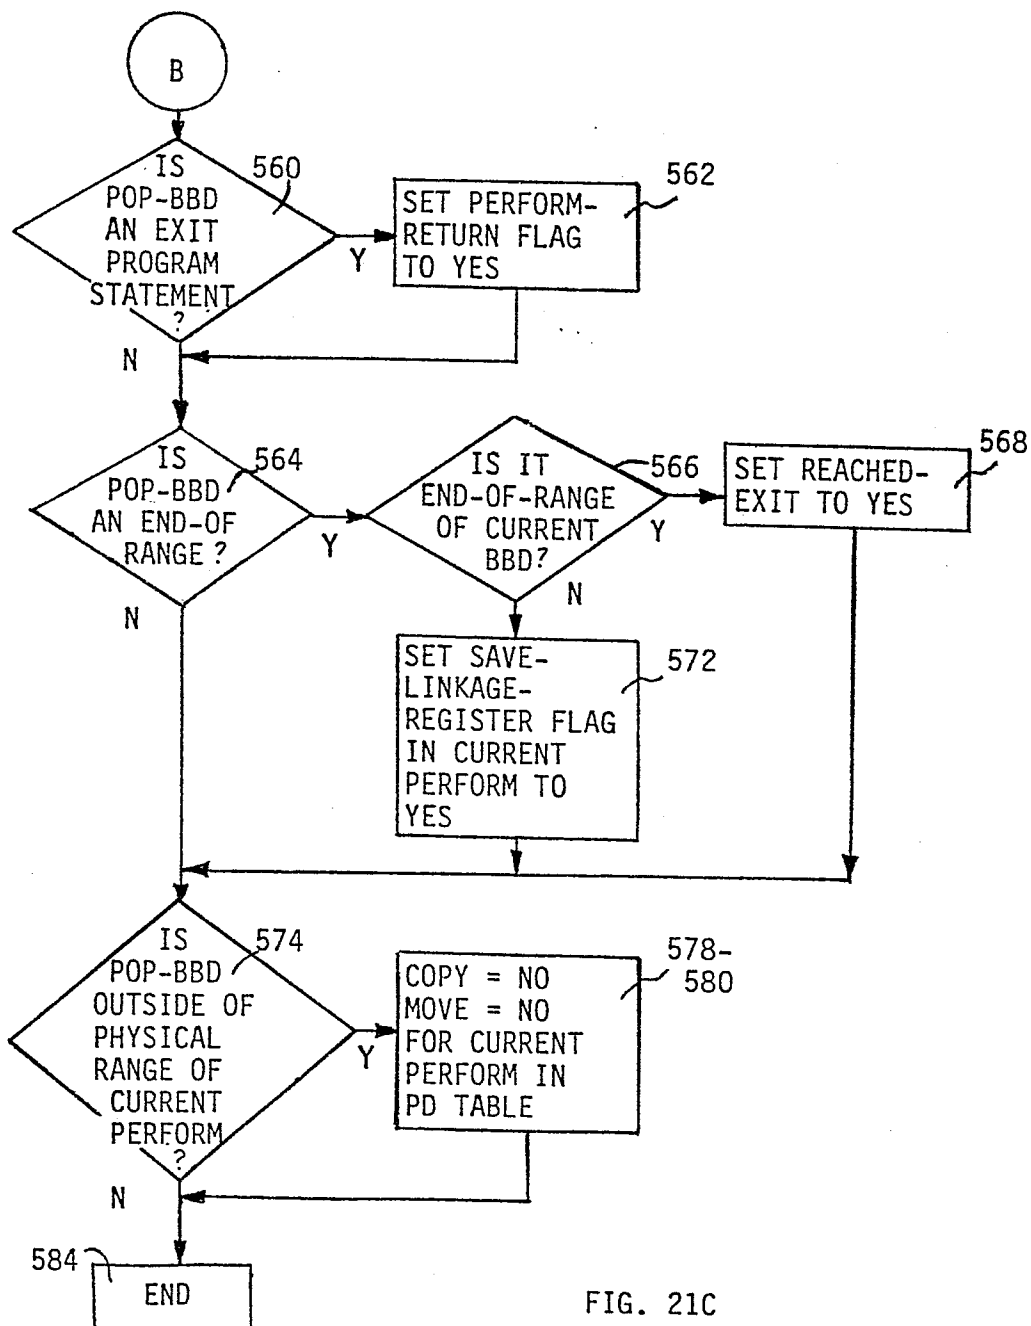 B
IS
POP-BBD
AN EXIT
PROGRAM
STATEMENT
?
560
Y
SET PERFORM-
RETURN FLAG
TO YES
562
N
IS
POP-BBD
AN END-OF
RANGE?
564
Y
IS IT
END-OF-RANGE
OF CURRENT
BBD?
566
Y
SET REACHED-
EXIT TO YES
568
N
N
SET SAVE-
LINKAGE-
REGISTER FLAG
IN CURRENT
PERFORM TO
YES
572
IS
POP-BBD
OUTSIDE OF
PHYSICAL
RANGE OF
CURRENT
PERFORM
?
574
Y
COPY = NO
MOVE = NO
FOR CURRENT
PERFORM IN
PD TABLE
578-
580
N
584
END
FIG. 21C